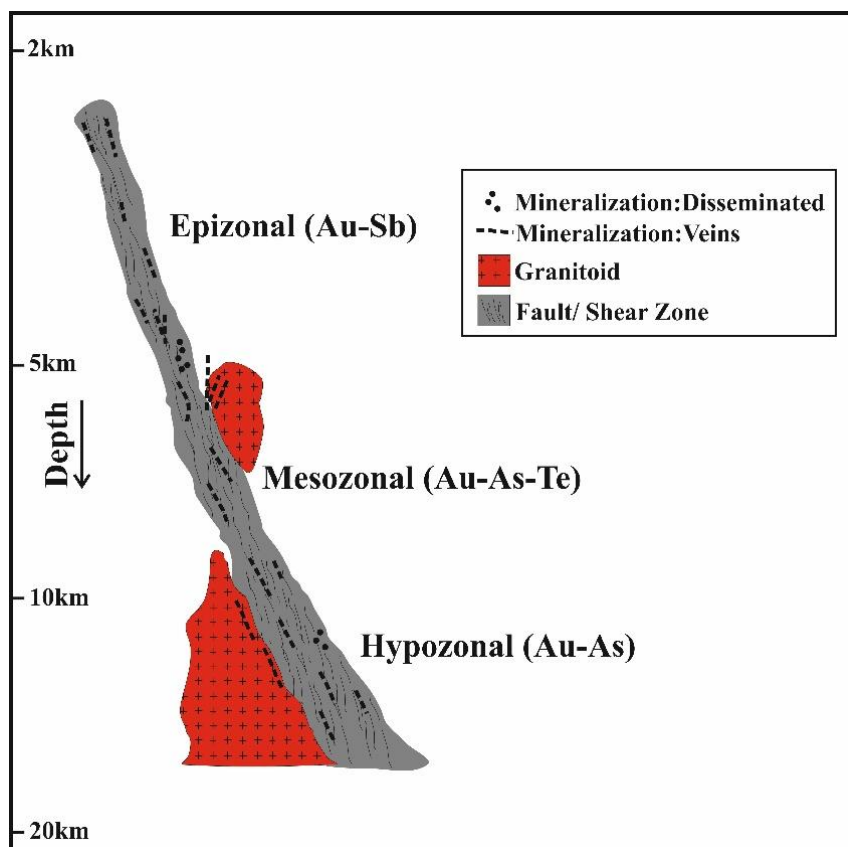 2km
Epizonal (Au-Sb)
Mineralization:Disseminated
Mineralization:Veins
Granitoid
Fault/ Shear Zone
5km
Depth
Mesozonal (Au-As-Te)
10km
Hypozonal (Au-As)
20km